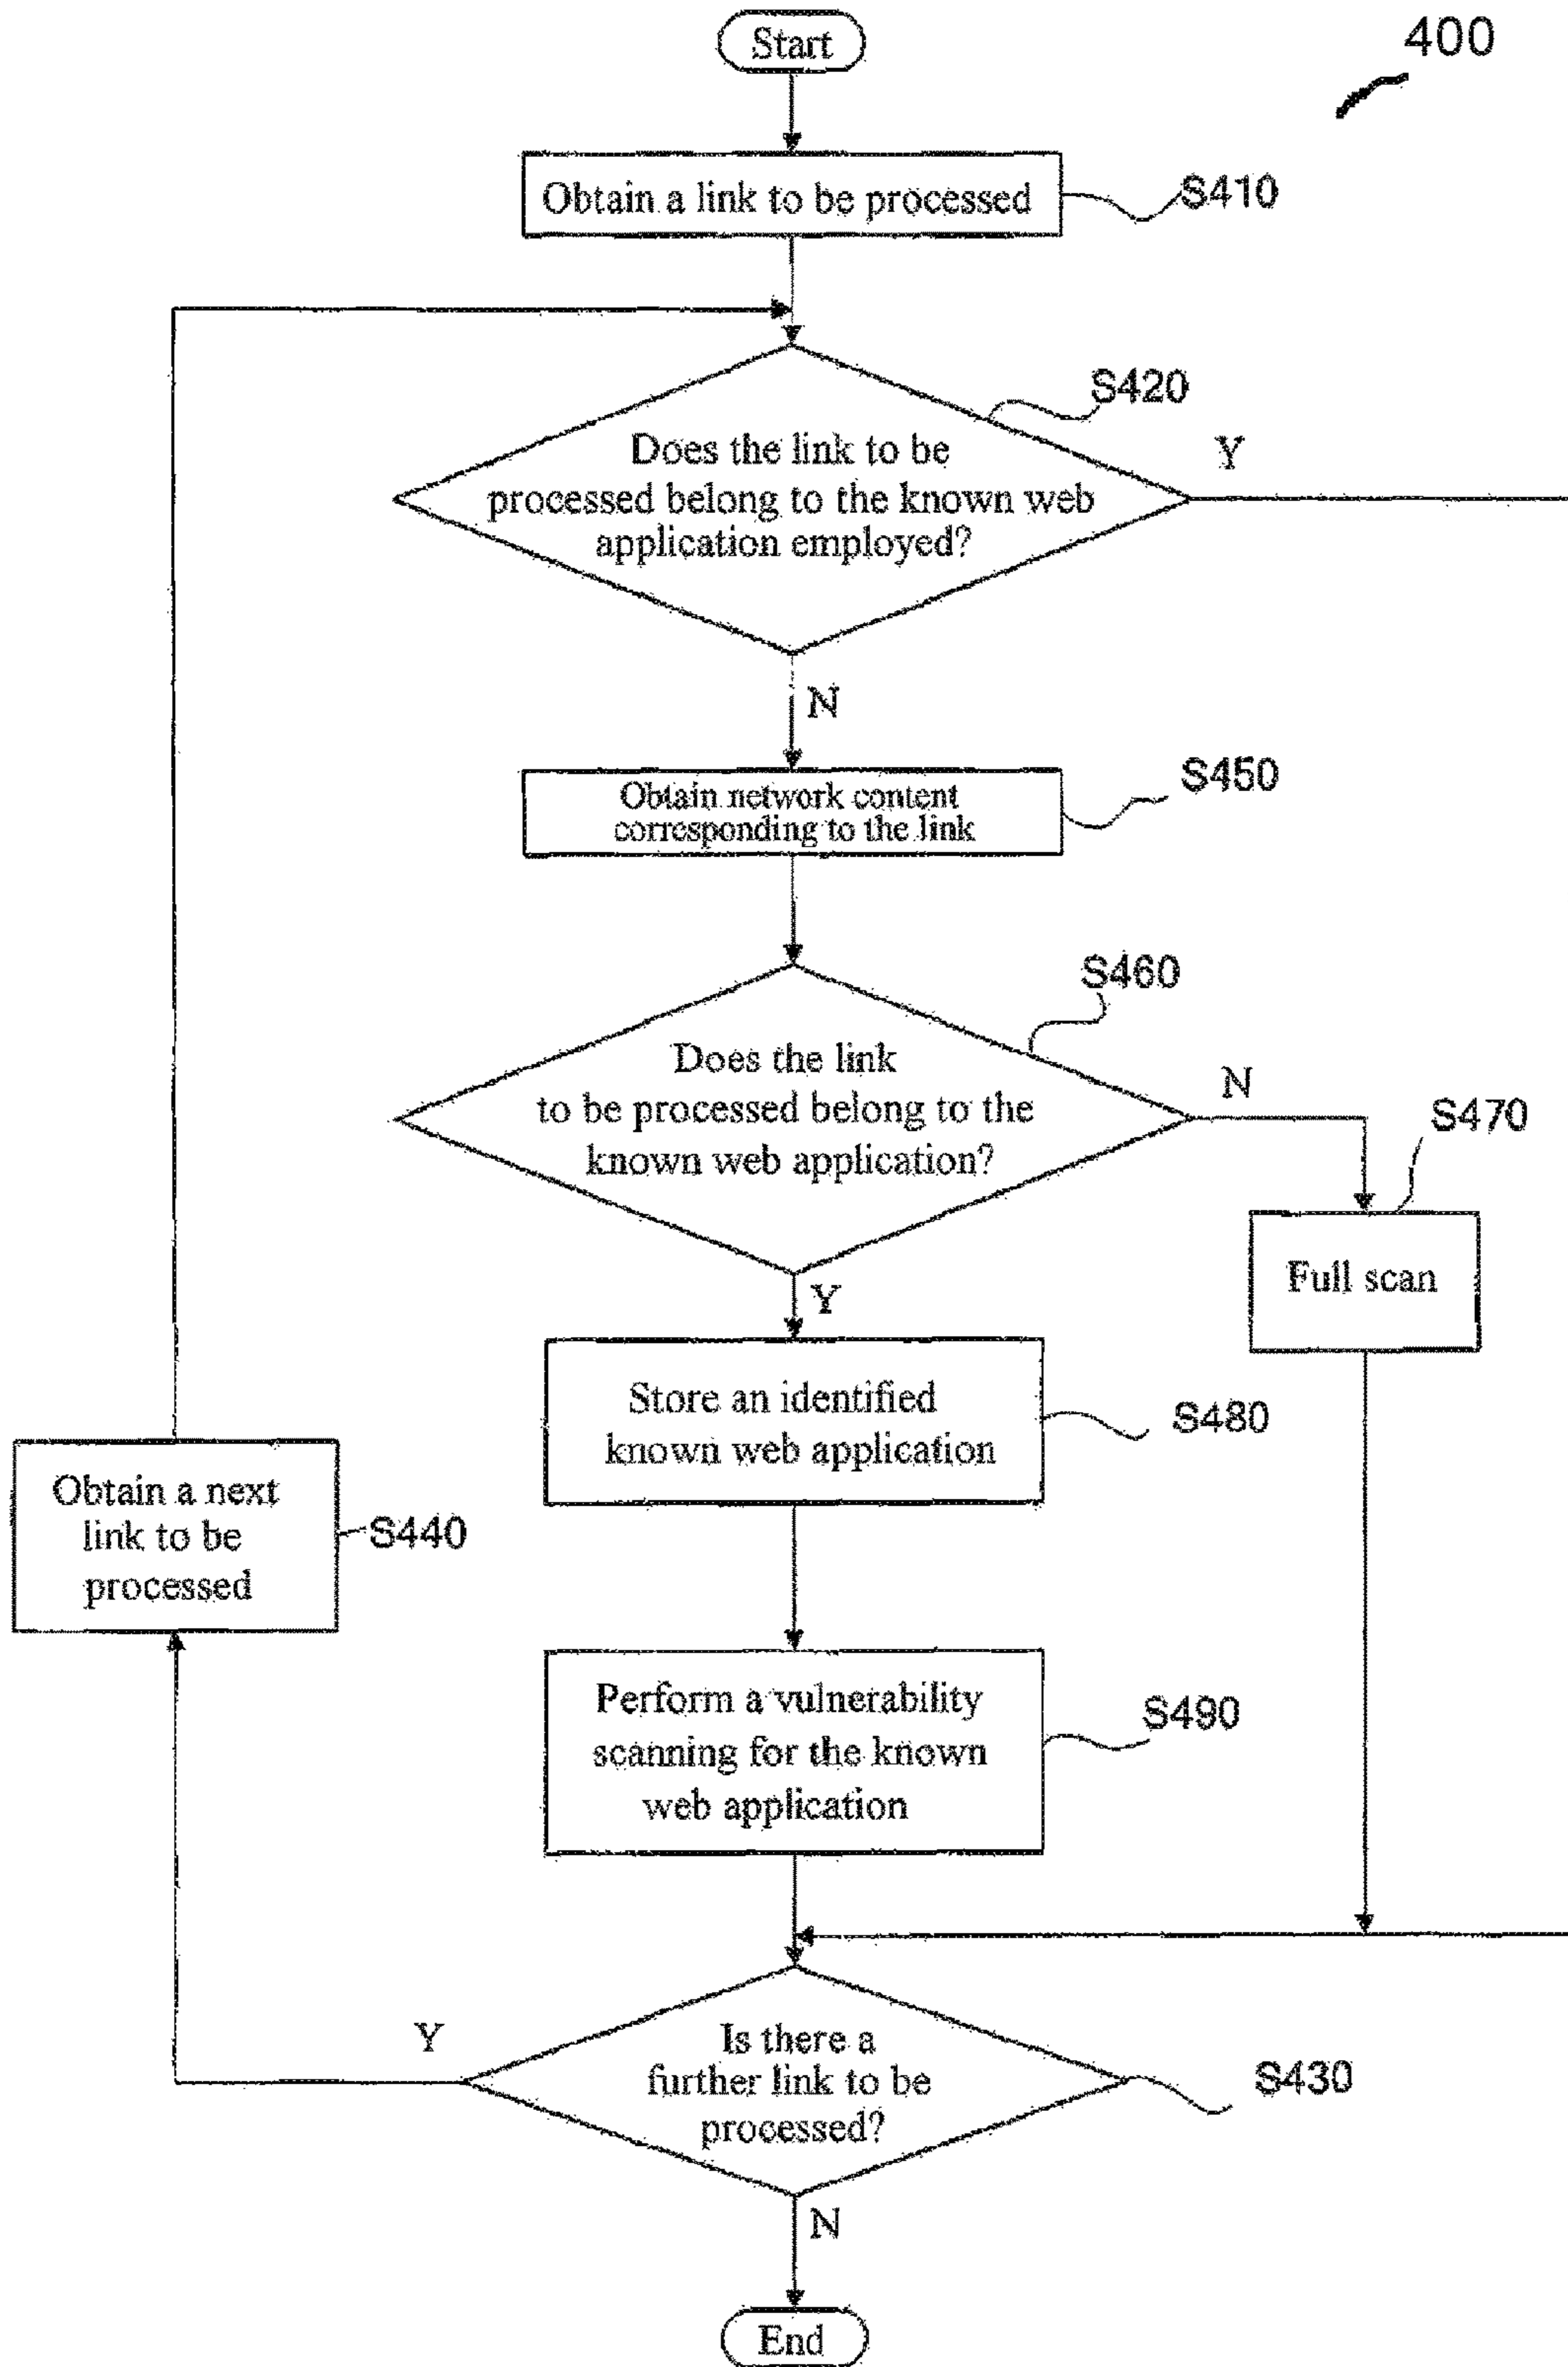 400
Start
Obtain a link to be processed
S410
S420
Does the link to be
processed belong to the known web
application employed?
Y
N
Obtain network content
corresponding to the link
S450
S460
Does the link
to be processed belong to the
known web application?
N
S470
Full scan
Y
Store an identified
known web application
S480
Obtain a next
link to be
processed
S440
Perform a vulnerability
scanning for the known
web application
S490
Y
Is there a
further link to be
processed?
S430
N
End